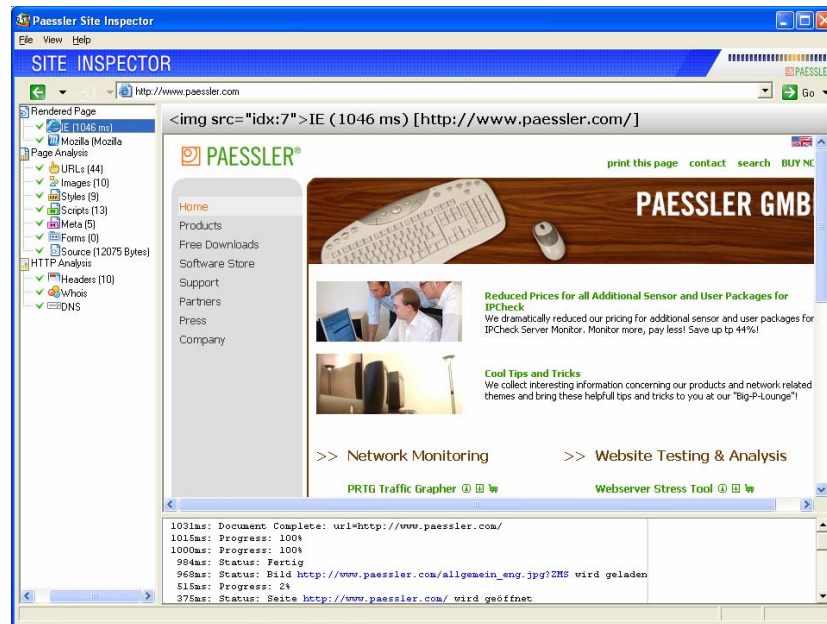 Paessler Site Inspector
File View Help
SITE INSPECTOR
PAESSLE
http://www.paessler.com
Go
Rendered Page
IE (1046 ms)
Mozilla (Mozilla
Page Analysis
URLs (44)
Images (10)
Styles (9)
Scripts (13)
Meta (5)
Forms (0)
Source (12075 Bytes)
HTTP Analysis
Headers (10)
Whois
DNS
<img src="idx:7">IE (1046 ms) [http://www.paessler.com/]
PAESSLER®
print this page contact search BUY NO
Home
Products
Free Downloads
Software Store
Support
Partners
Press
Company
PAESSLER GMB
Reduced Prices for all Additional Sensor and User Packages for
IPCheck
We dramatically reduced our pricing for additional sensor and user packages for
IPCheck Server Monitor. Monitor more, pay less! Save up tp 44%!
Cool Tips and Tricks
We collect interesting information concerning our products and network related
themes and bring these helpfull tips and tricks to you at our "Big-P-Lounge"!
>> Network Monitoring
PRTG Traffic Grapher
>> Website Testing & Analysis
Webserver Stress Tool
1031ms: Document Complete: url=http://www.paessler.com/
1015ms: Progress: 100%
1000ms: Progress: 100%
984ms: Status: Fertig
968ms: Status: Bild http://www.paessler.com/allgemein_eng.jpg?ZMS wird geladen
515ms: Progress: 2%
375ms: Status: Seite http://www.paessler.com/ wird geöffnet